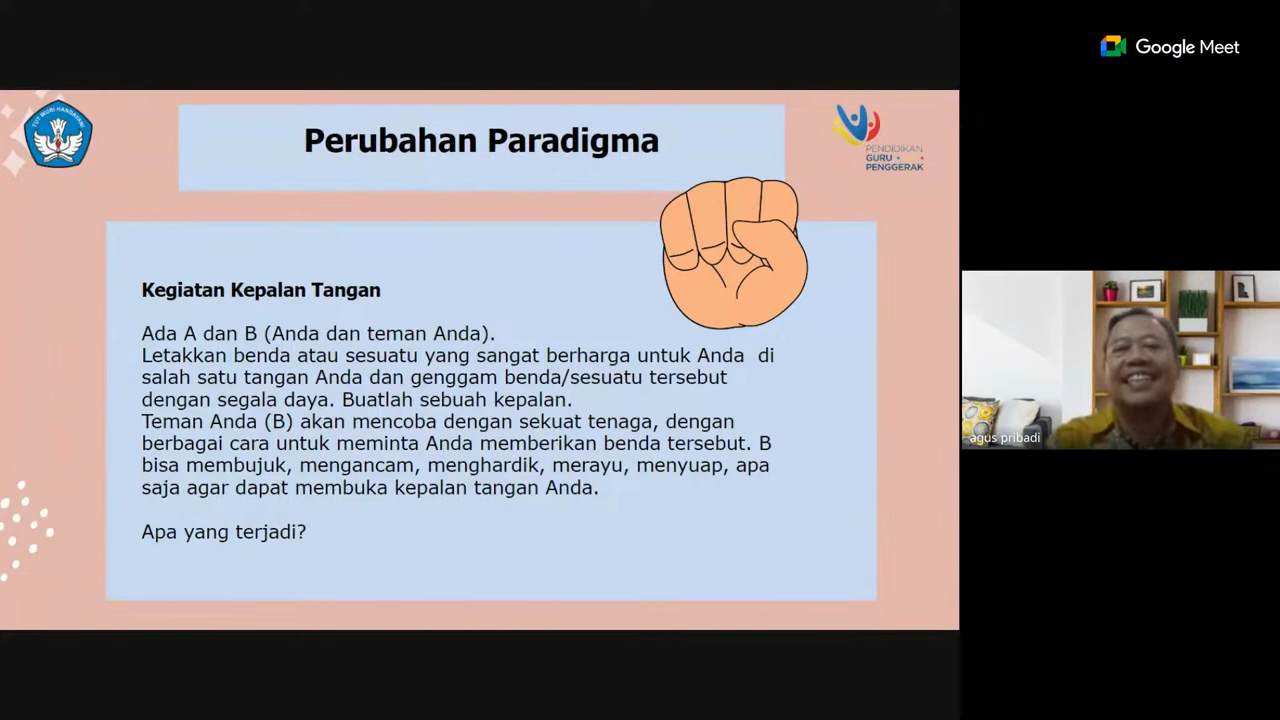 Google Meet
TUT WURI HANDAYANI
Perubahan Paradigma
PENDIDIKAN
GURU
PENGGERAK
Kegiatan Kepalan Tangan
Ada A dan B (Anda dan teman Anda).
Letakkan benda atau sesuatu yang sangat berharga untuk Anda di
salah satu tangan Anda dan genggam benda/sesuatu tersebut
dengan segala daya. Buatlah sebuah kepalan.
Teman Anda (B) akan mencoba dengan sekuat tenaga, dengan
berbagai cara untuk meminta Anda memberikan benda tersebut. B
bisa membujuk, mengancam, menghardik, merayu, menyuap, apa
saja agar dapat membuka kepalan tangan Anda.
Apa yang terjadi?
agus pribadi